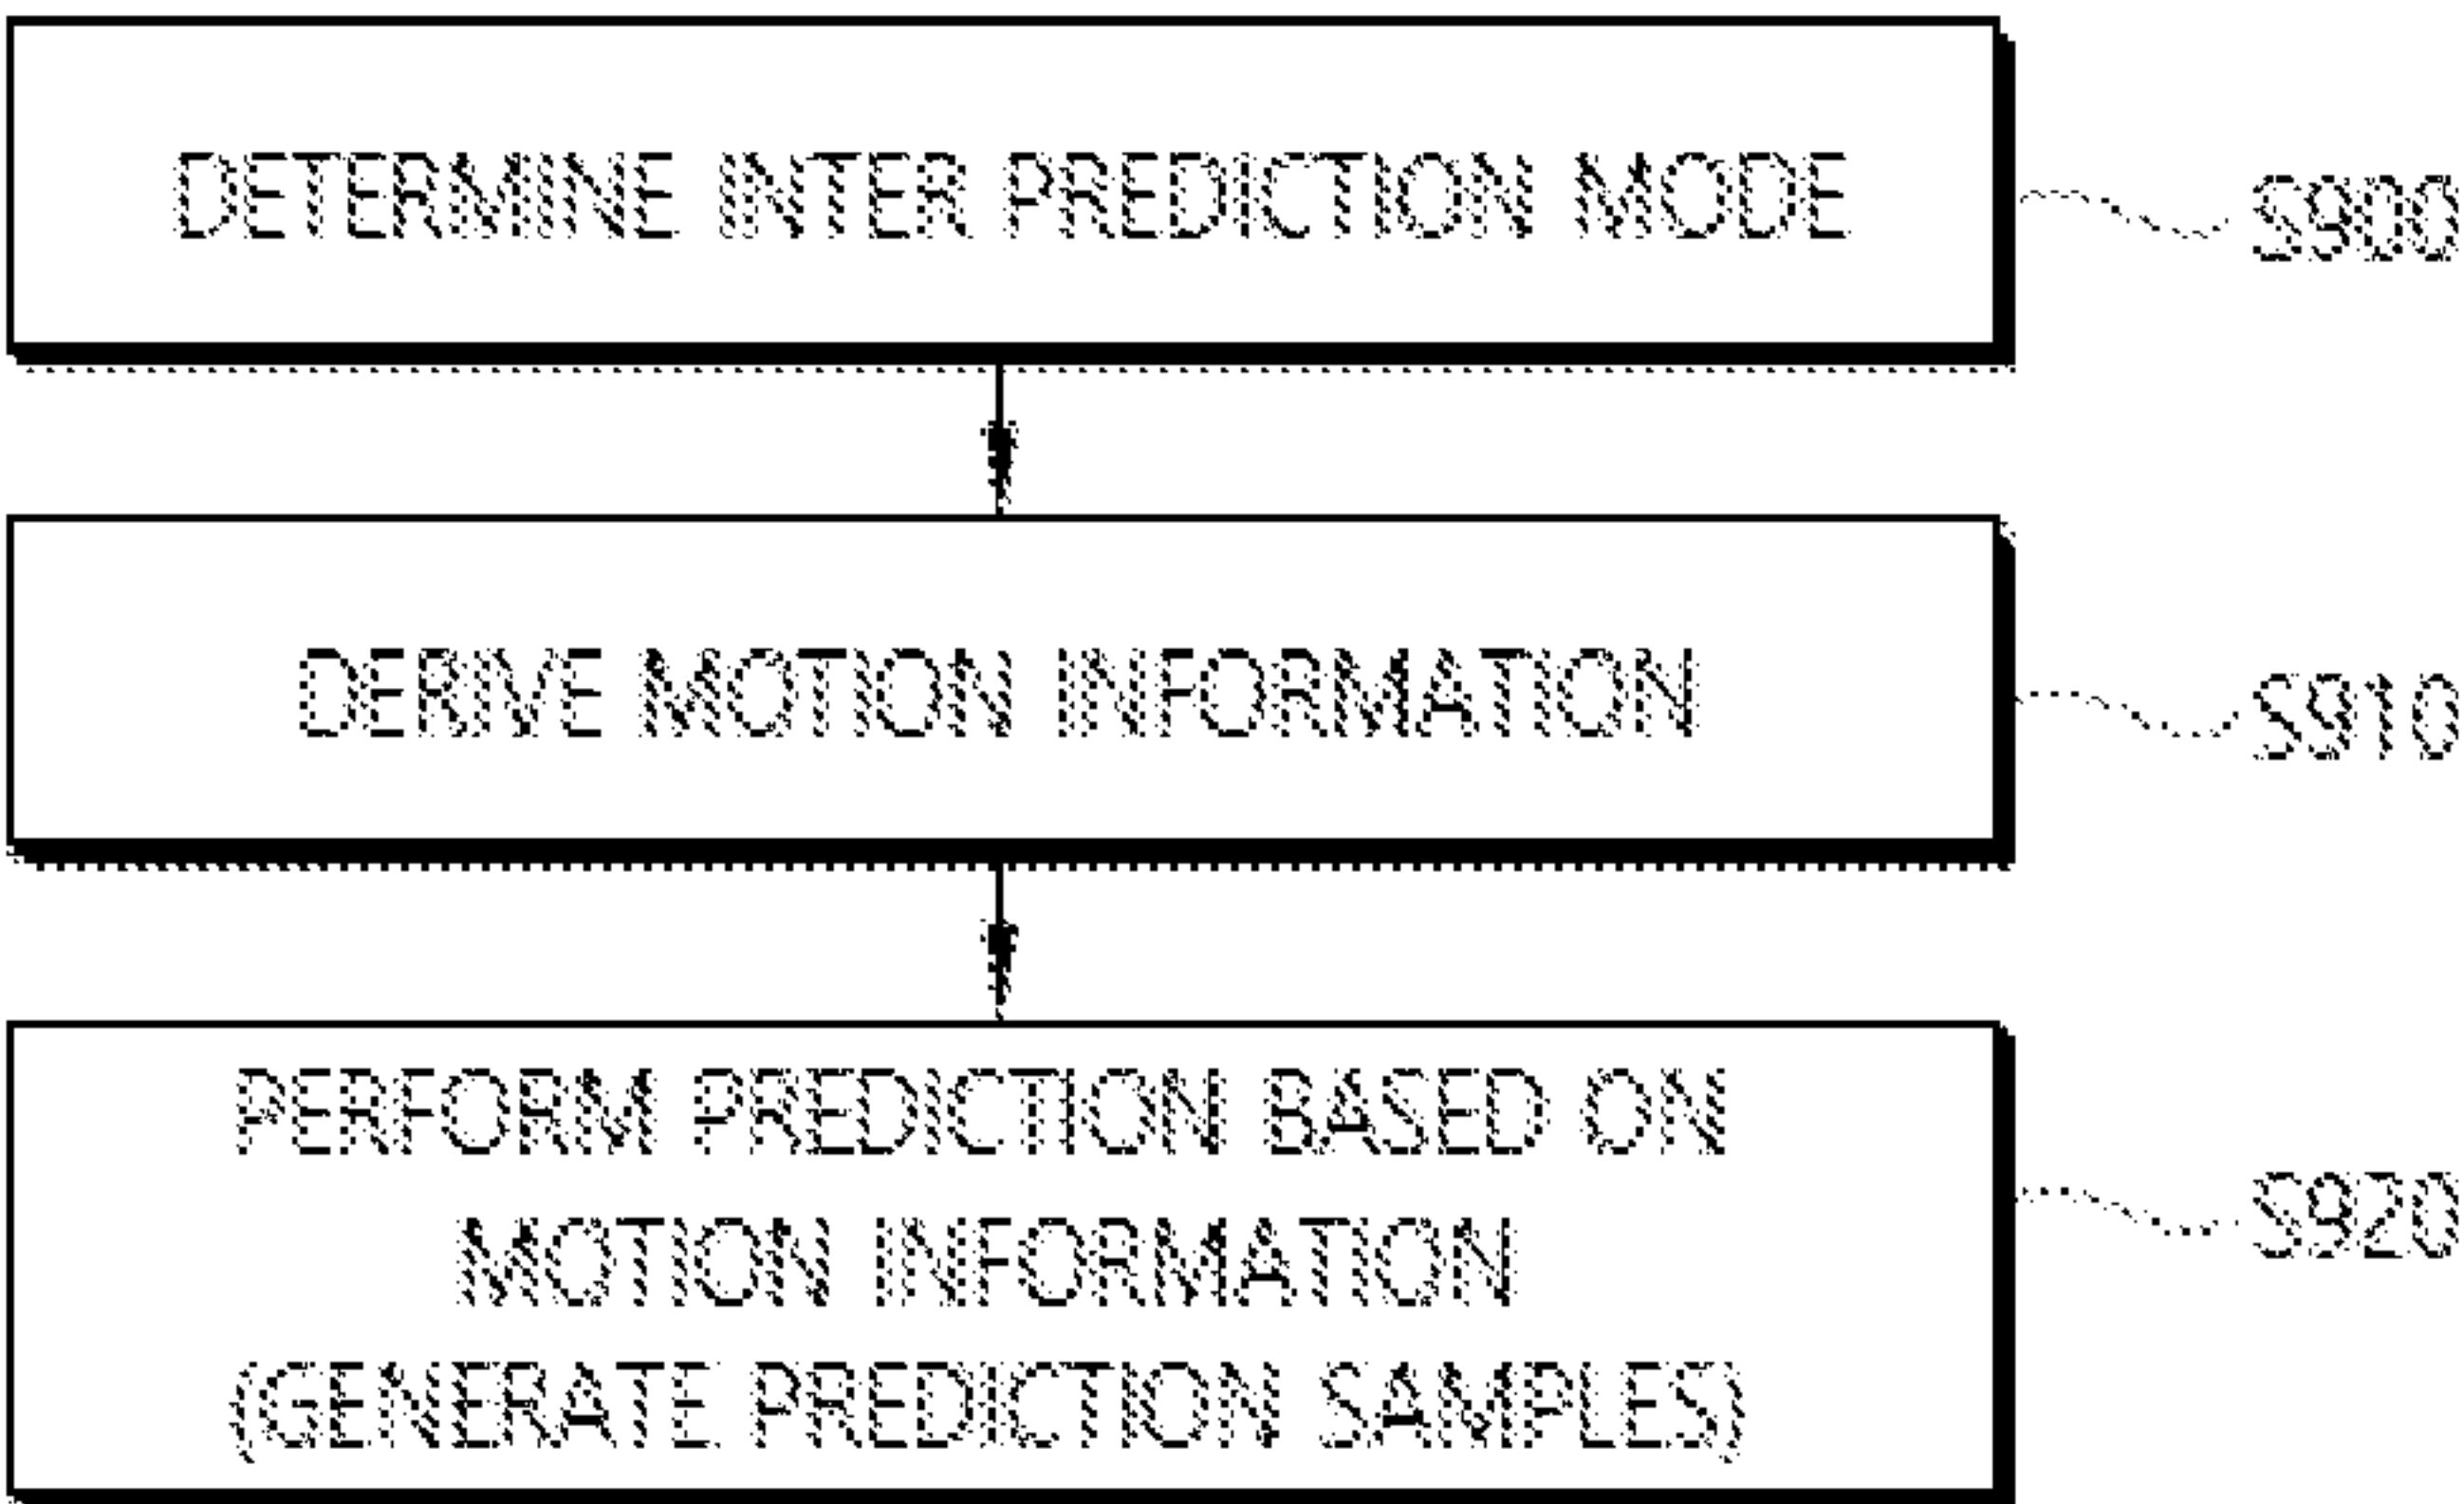 DETERMINE INTER PREDICTION MODE
S900
DERIVE MOTION INFORMATION
S910
PERFORM PREDICTION BASED ON
MOTION INFORMATION
(GENERATE PREDICTION SAMPLES)
S920